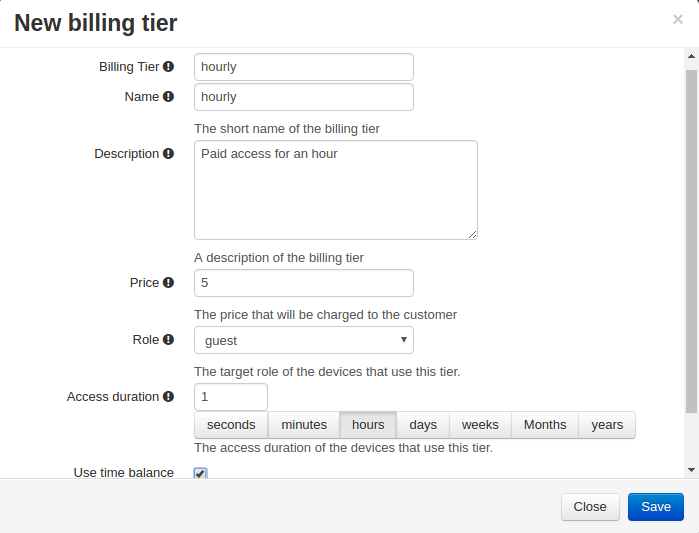 New billing tier ×
Billing Tier hourly
Name hourly
The short name of the billing tier
Description Paid access for an hour
A description of the billing tier
Price 5
The price that will be charged to the customer
Role guest
The target role of the devices that use this tier.
Access duration 1
seconds minutes hours days weeks Months years
The access duration of the devices that use this tier.
Use time balance
Close Save